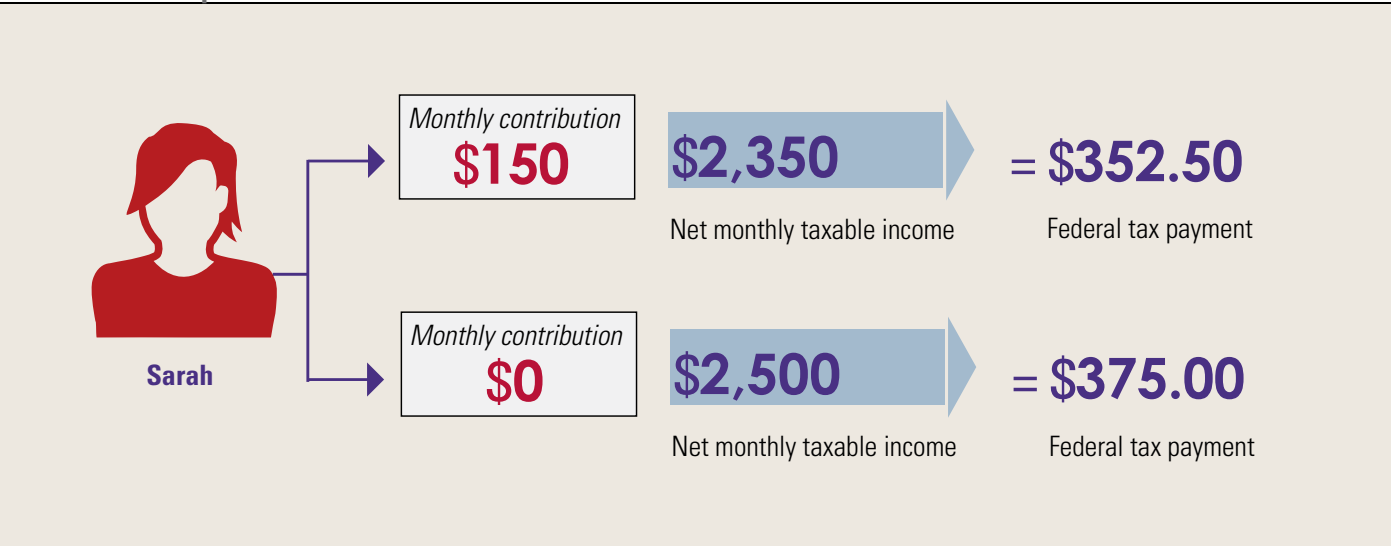 Monthly contribution
$150
$2,350
= $352.50
Net monthly taxable income
Federal tax payment
Sarah
Monthly contribution
$0
$2,500
= $375.00
Net monthly taxable income
Federal tax payment